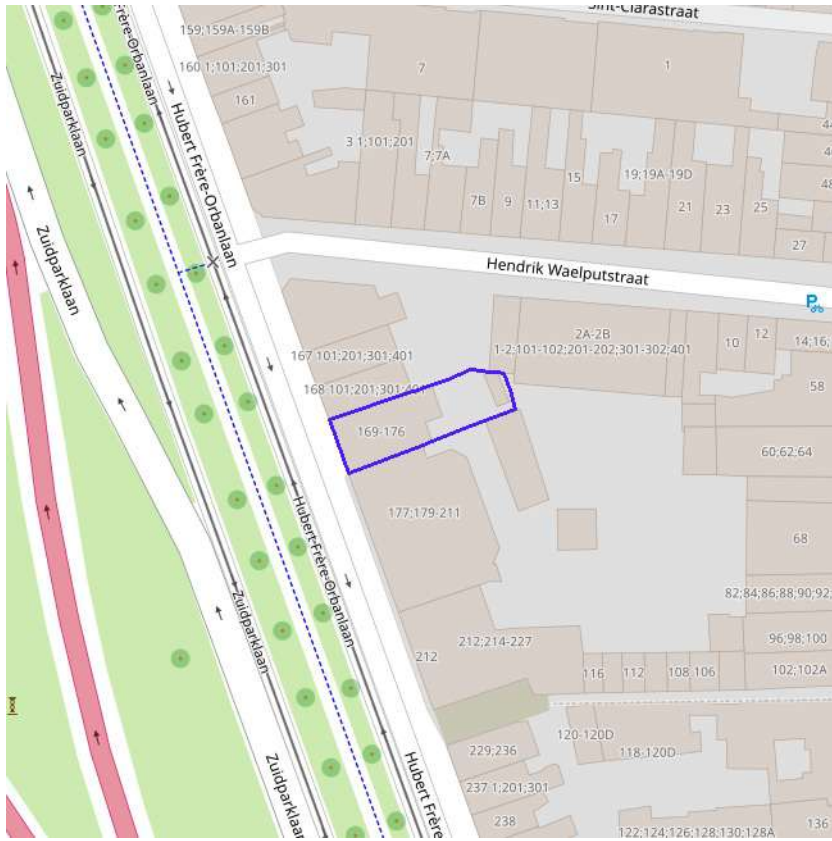 Sint-Clarastraat
159;159A-159B
160 1;101;201;301
161
7
1
3 1;101;201
7;7A
7B
9
11;13
15
17
19;19A-19D
21
23
25
27
44
48
Hubert Frère-Orbanlaan
Zuidparklaan
Hubert Frère-Orbanlaan
Zuidparklaan
Hendrik Waelputstraat
2A-2B
1-2;101-102;201-202;301-302;401
10
12
14;16;
58
167 101;201;301;401
168 101;201;301;401
169-176
60;62;64
177;179-211
68
Hubert-Frère-Orbanlaan
82;84;86;88;90;92;
Zuidparklaan
212;214-227
212
96;98;100
116
112
108
106
102;102A
120-120D
118-120D
229;236
237 1;201;301
238
Zuidparklaan
Hubert Frère
122;124;126;128;130;128A
136